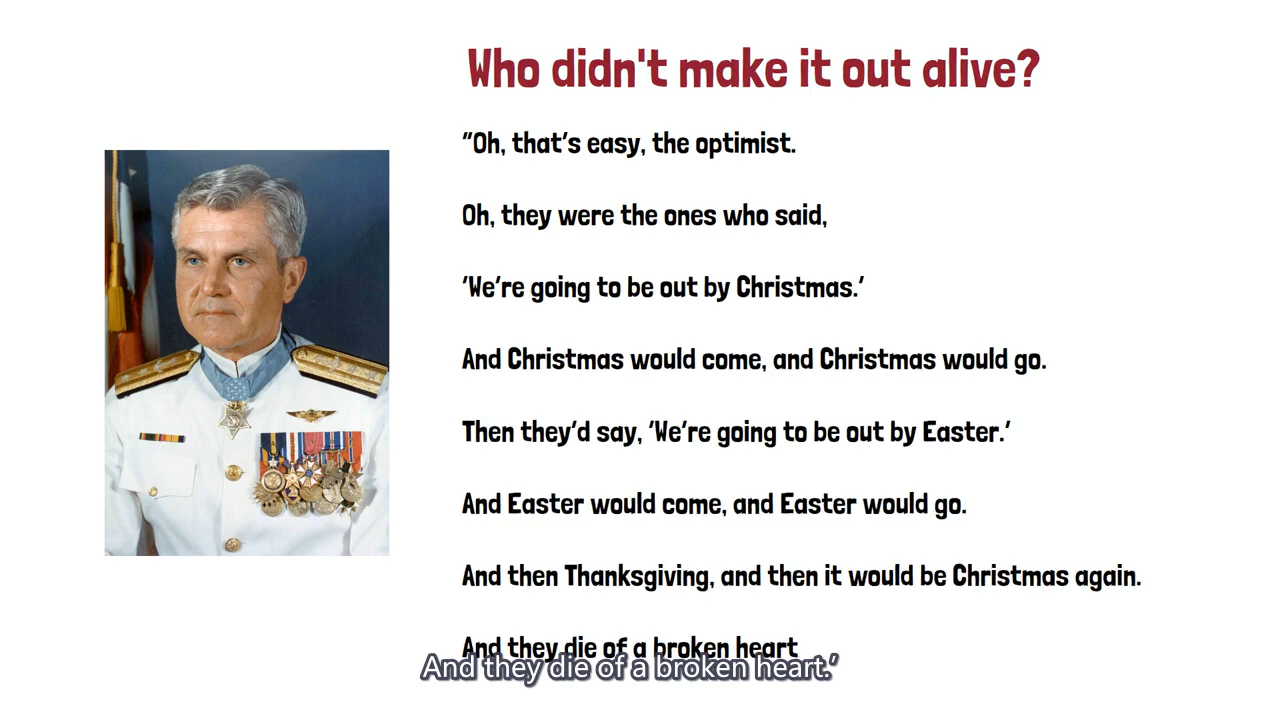 Who didn't make it out alive?
"Oh, that's easy, the optimist.
Oh, they were the ones who said,
'We're going to be out by Christmas.'
And Christmas would come, and Christmas would go.
Then they'd say, 'We're going to be out by Easter.'
And Easter would come, and Easter would go.
And then Thanksgiving, and then it would be Christmas again.
And they die of a broken heart
And they die of a broken heart.'